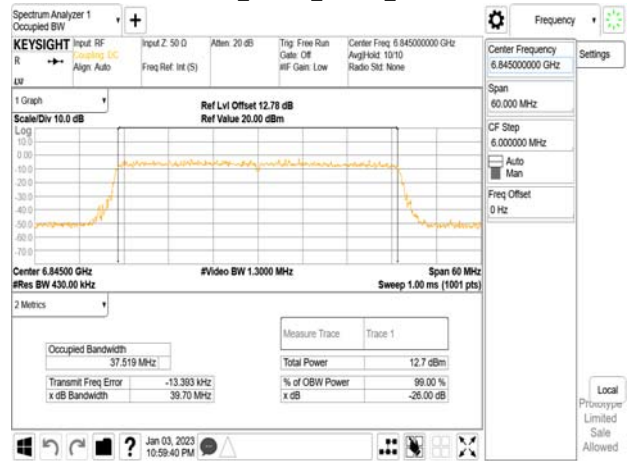 Spectrum Analyzer 1
Occupied BW
Frequency
KEYSIGHT
R
LXI
Input: RF
Coupling: DC
Align: Auto
Input Z: 50 Ω
Freq Ref: Int (S)
Atten: 20 dB
Trig: Free Run
Gate: Off
#IF Gain: Low
Center Freq: 6.845000000 GHz
Avg|Hold: 10/10
Radio Std: None
Center Frequency
6.845000000 GHz
Settings
Span
60.000 MHz
CF Step
6.000000 MHz
Auto
Man
Freq Offset
0 Hz
1 Graph
Scale/Div 10.0 dB
Ref Lvl Offset 12.78 dB
Ref Value 20.00 dBm
Log
10.0
0.00
-10.0
-20.0
-30.0
-40.0
-50.0
-60.0
-70.0
Center 6.84500 GHz
#Res BW 430.00 kHz
#Video BW 1.3000 MHz
Span 60 MHz
Sweep 1.00 ms (1001 pts)
2 Metrics
Measure Trace Trace 1
Occupied Bandwidth
37.519 MHz
Total Power 12.7 dBm
Transmit Freq Error -13.393 kHz
% of OBW Power 99.00 %
x dB Bandwidth 39.70 MHz
x dB -26.00 dB
Local
Prototype
Limited
Sale
Allowed
?
Jan 03, 2023
10:59:40 PM